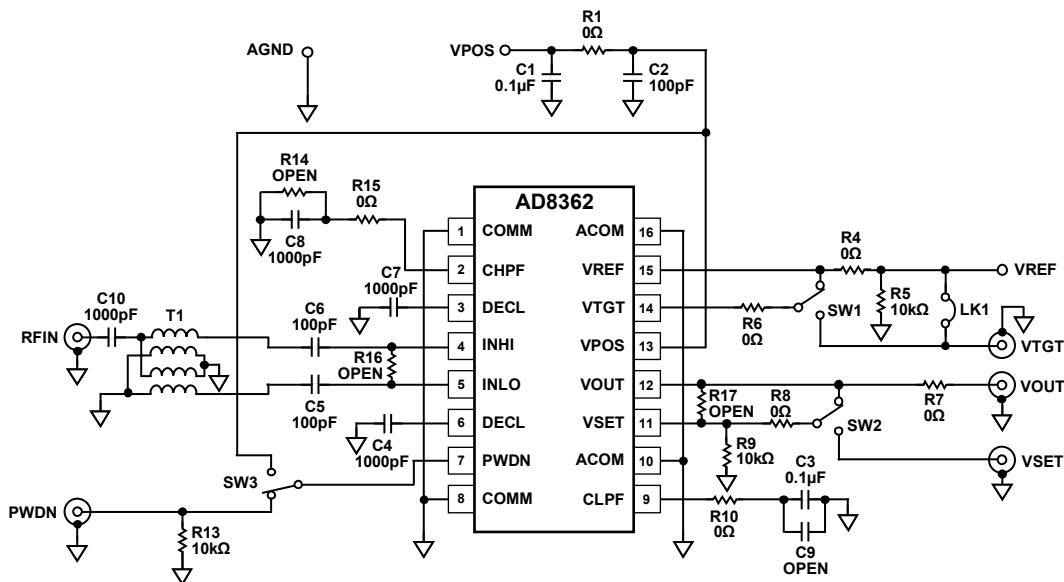 AGND
VPOS
R1
0Ω
C1
0.1µF
C2
100pF
R14
OPEN
R15
0Ω
C8
1000pF
C7
1000pF
C10
1000pF
T1
RFIN
C6
100pF
R16
OPEN
C5
100pF
C4
1000pF
SW3
PWDN
R13
10kΩ
AD8362
1 COMM ACOM 16
2 CHPF VREF 15
3 DECL VTGT 14
4 INHI VPOS 13
5 INLO VOUT 12
6 DECL VSET 11
7 PWDN ACOM 10
8 COMM CLPF 9
R4
0Ω
VREF
R5
10kΩ
LK1
SW1
R6
0Ω
VTGT
R17
OPEN
R8
0Ω
R7
0Ω
VOUT
SW2
R9
10kΩ
VSET
C3
0.1µF
R10
0Ω
C9
OPEN